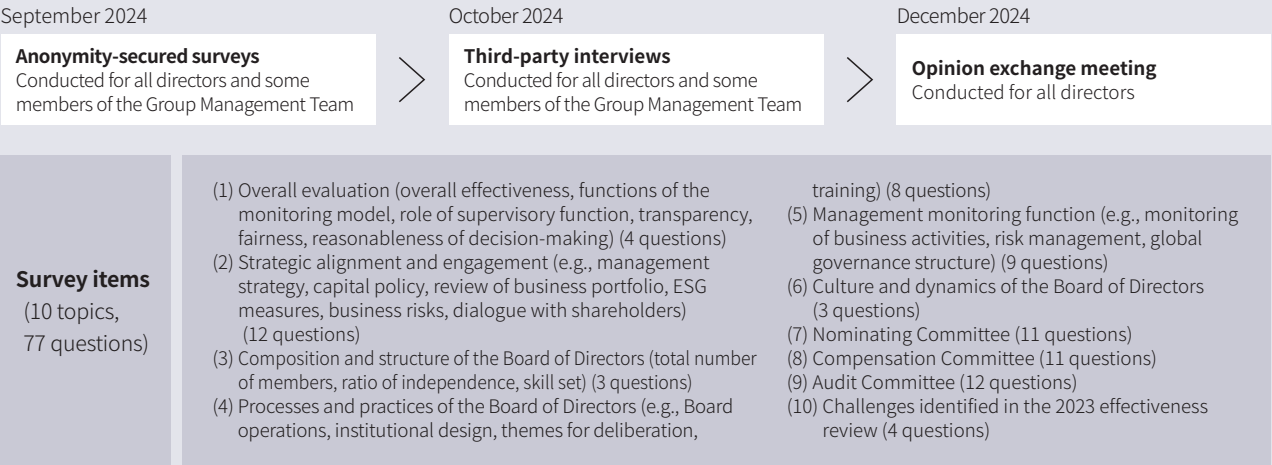 September 2024
Anonymity-secured surveys
Conducted for all directors and some
members of the Group Management Team
October 2024
Third-party interviews
Conducted for all directors and some
members of the Group Management Team
December 2024
Opinion exchange meeting
Conducted for all directors
Survey items
(10 topics,
77 questions)
(1) Overall evaluation (overall effectiveness, functions of the
monitoring model, role of supervisory function, transparency,
fairness, reasonableness of decision-making) (4 questions)
(2) Strategic alignment and engagement (e.g., management
strategy, capital policy, review of business portfolio, ESG
measures, business risks, dialogue with shareholders)
(12 questions)
(3) Composition and structure of the Board of Directors (total number
of members, ratio of independence, skill set) (3 questions)
(4) Processes and practices of the Board of Directors (e.g., Board
operations, institutional design, themes for deliberation,
training) (8 questions)
(5) Management monitoring function (e.g., monitoring
of business activities, risk management, global
governance structure) (9 questions)
(6) Culture and dynamics of the Board of Directors
(3 questions)
(7) Nominating Committee (11 questions)
(8) Compensation Committee (11 questions)
(9) Audit Committee (12 questions)
(10) Challenges identified in the 2023 effectiveness
review (4 questions)